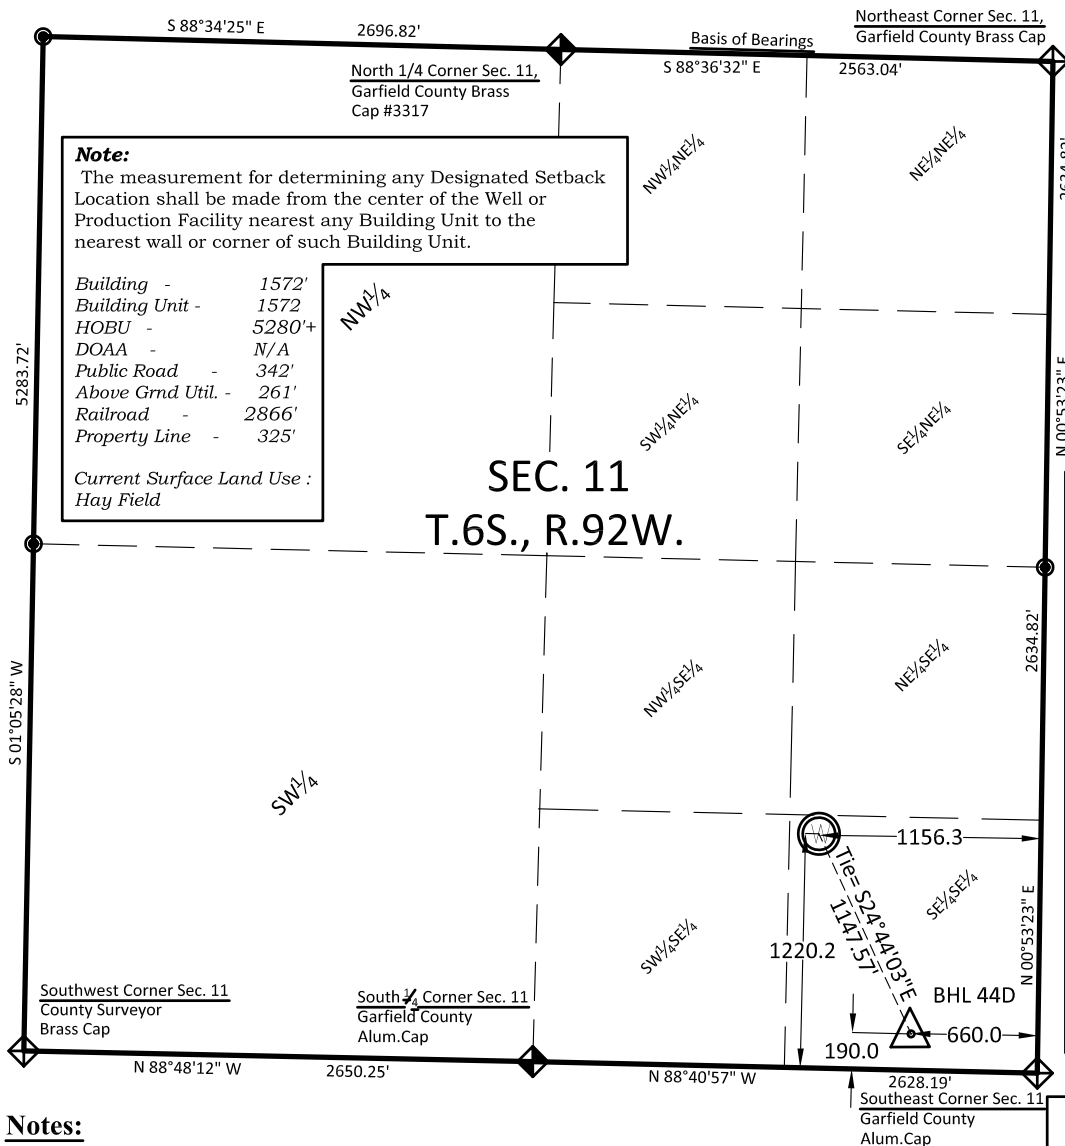 S 88°34'25" E
2696.82'
Basis of Bearings
Northeast Corner Sec. 11,
Garfield County Brass Cap
North 1/4 Corner Sec. 11,
Garfield County Brass
Cap #3317
S 88°36'32" E
2563.04'
Note:
The measurement for determining any Designated Setback
Location shall be made from the center of the Well or
Production Facility nearest any Building Unit to the
nearest wall or corner of such Building Unit.
Building - 1572'
Building Unit - 1572
HOBU - 5280'+
DOAA - N/A
Public Road - 342'
Above Grnd Util. - 261'
Railroad - 2866'
Property Line - 325'
Current Surface Land Use :
Hay Field
NW¼NE¼
NE¼NE¼
NW¼
5283.72'
SW¼NE¼
SE¼NE¼
N 00°53'23" E
SEC. 11
T.6S., R.92W.
S 01°05'28" W
NW¼SE¼
NE¼SE¼
2634.82'
SW¼
1156.3
Tie= S24°44'03"E
1147.57'
SE¼SE¼
SW¼SE¼
1220.2
N 00°53'23" E
BHL 44D
660.0
190.0
Southwest Corner Sec. 11
County Surveyor
Brass Cap
South ¼ Corner Sec. 11
Garfield County
Alum.Cap
N 88°48'12" W
2650.25'
N 88°40'57" W
2628.19'
Southeast Corner Sec. 11
Garfield County
Alum.Cap
Notes: